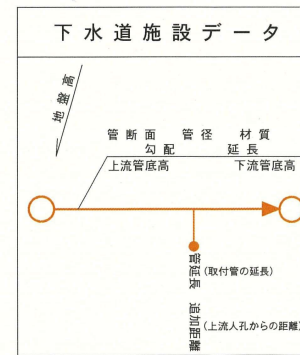 下水道施設データ
地盤高
管断面 管径 材質
勾配 延長
上流管底高 下流管底高
管延長 (取付管の延長)
追加距離 (上流人孔からの距離)